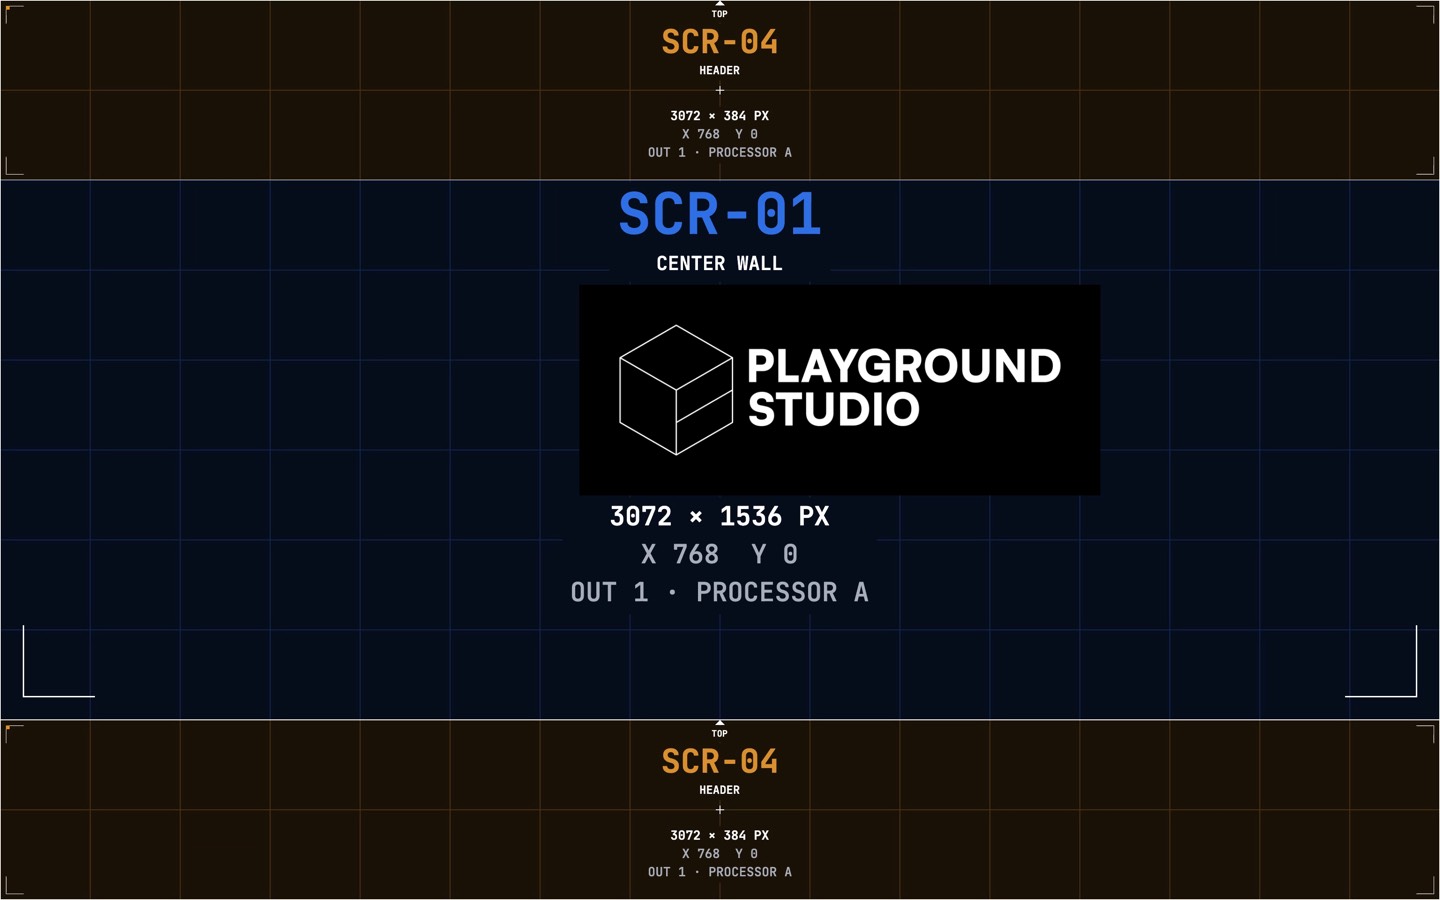 TOP
SCR-04
HEADER
3072 × 384 PX
X 768 Y 0
OUT 1 · PROCESSOR A
SCR-01
CENTER WALL
PLAYGROUND
STUDIO
3072 × 1536 PX
X 768 Y 0
OUT 1 · PROCESSOR A
TOP
SCR-04
HEADER
3072 × 384 PX
X 768 Y 0
OUT 1 · PROCESSOR A